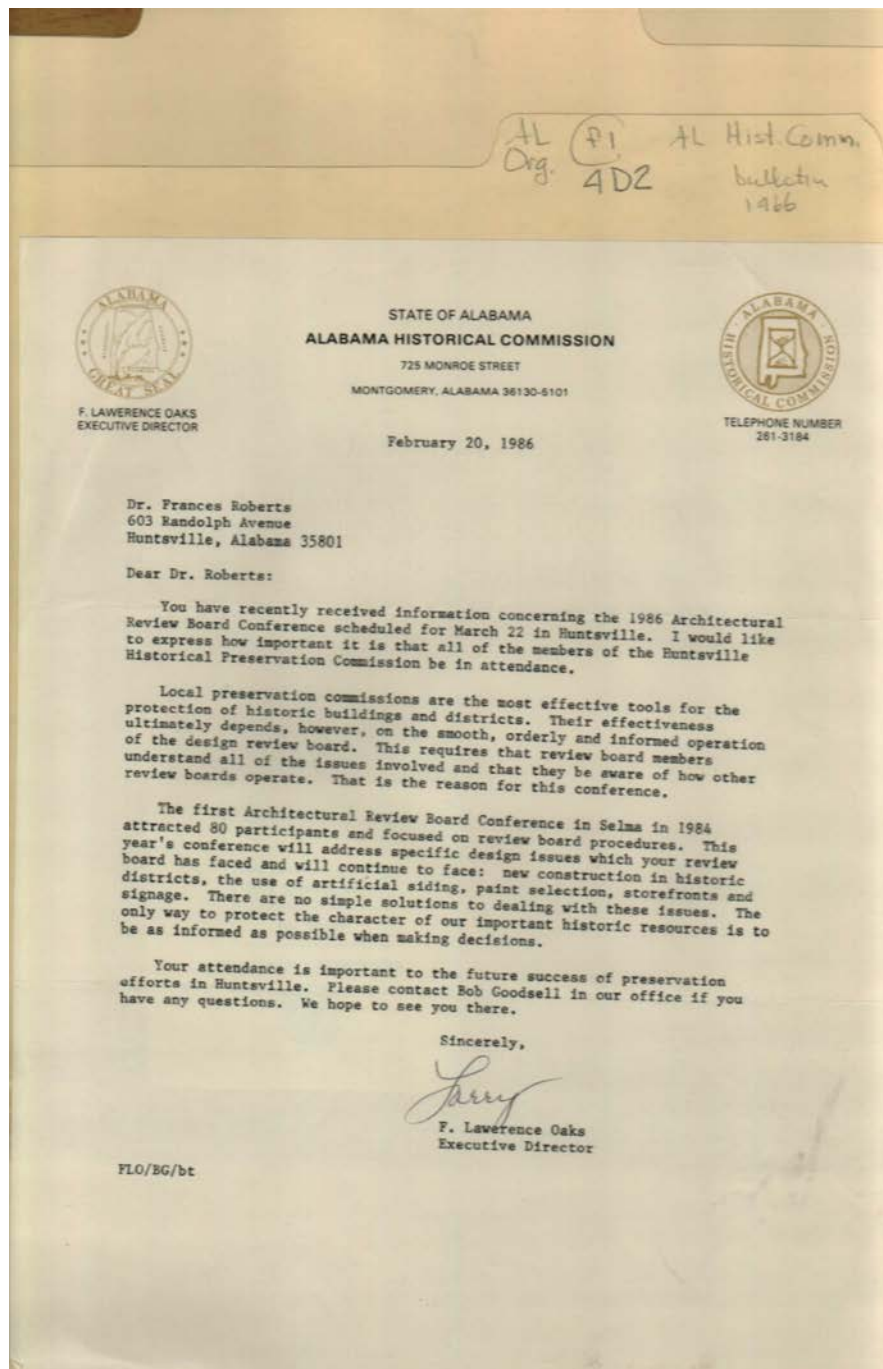 AL Org. P1 4D2
AL Hist. Comm. bulletin 1966
ALABAMA
GREAT SEAL
F. LAWERENCE OAKS
EXECUTIVE DIRECTOR
STATE OF ALABAMA
ALABAMA HISTORICAL COMMISSION
725 MONROE STREET
MONTGOMERY, ALABAMA 36130-5101
ALABAMA HISTORICAL COMMISSION
TELEPHONE NUMBER
261-3184
February 20, 1986
Dr. Frances Roberts
603 Randolph Avenue
Huntsville, Alabama 35801
Dear Dr. Roberts:
You have recently received information concerning the 1986 Architectural
Review Board Conference scheduled for March 22 in Huntsville. I would like
to express how important it is that all of the members of the Huntsville
Historical Preservation Commission be in attendance.
Local preservation commissions are the most effective tools for the
protection of historic buildings and districts. Their effectiveness
ultimately depends, however, on the smooth, orderly and informed operation
of the design review board. This requires that review board members
understand all of the issues involved and that they be aware of how other
review boards operate. That is the reason for this conference.
The first Architectural Review Board Conference in Selma in 1984
attracted 80 participants and focused on review board procedures. This
year's conference will address specific design issues which your review
board has faced and will continue to face: new construction in historic
districts, the use of artificial siding, paint selection, storefronts and
signage. There are no simple solutions to dealing with these issues. The
only way to protect the character of our important historic resources is to
be as informed as possible when making decisions.
Your attendance is important to the future success of preservation
efforts in Huntsville. Please contact Bob Goodsell in our office if you
have any questions. We hope to see you there.
Sincerely,
Larry
F. Lawerence Oaks
Executive Director
FLO/BG/bt